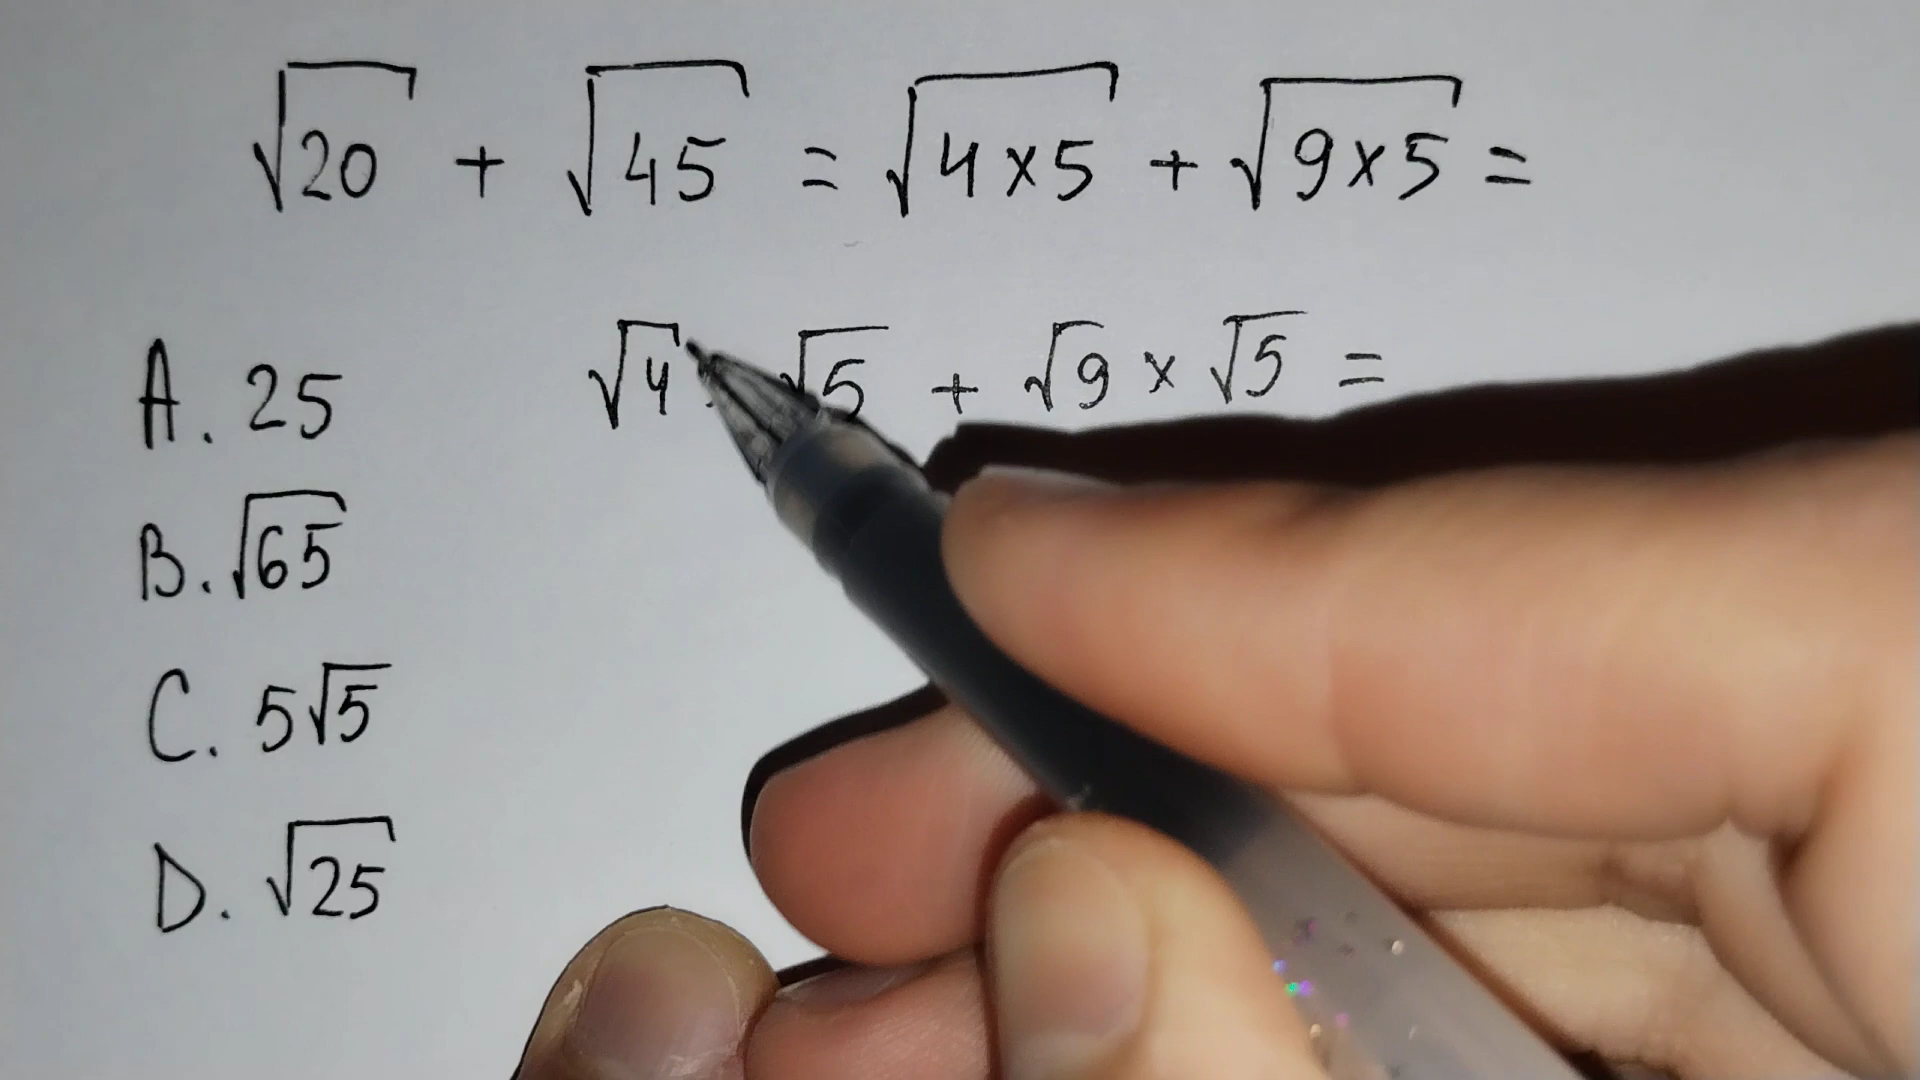 √20 + √45 = √4×5 + √9×5 =
√4 √5 + √9 × √5 =
A. 25
B. √65
C. 5√5
D. √25